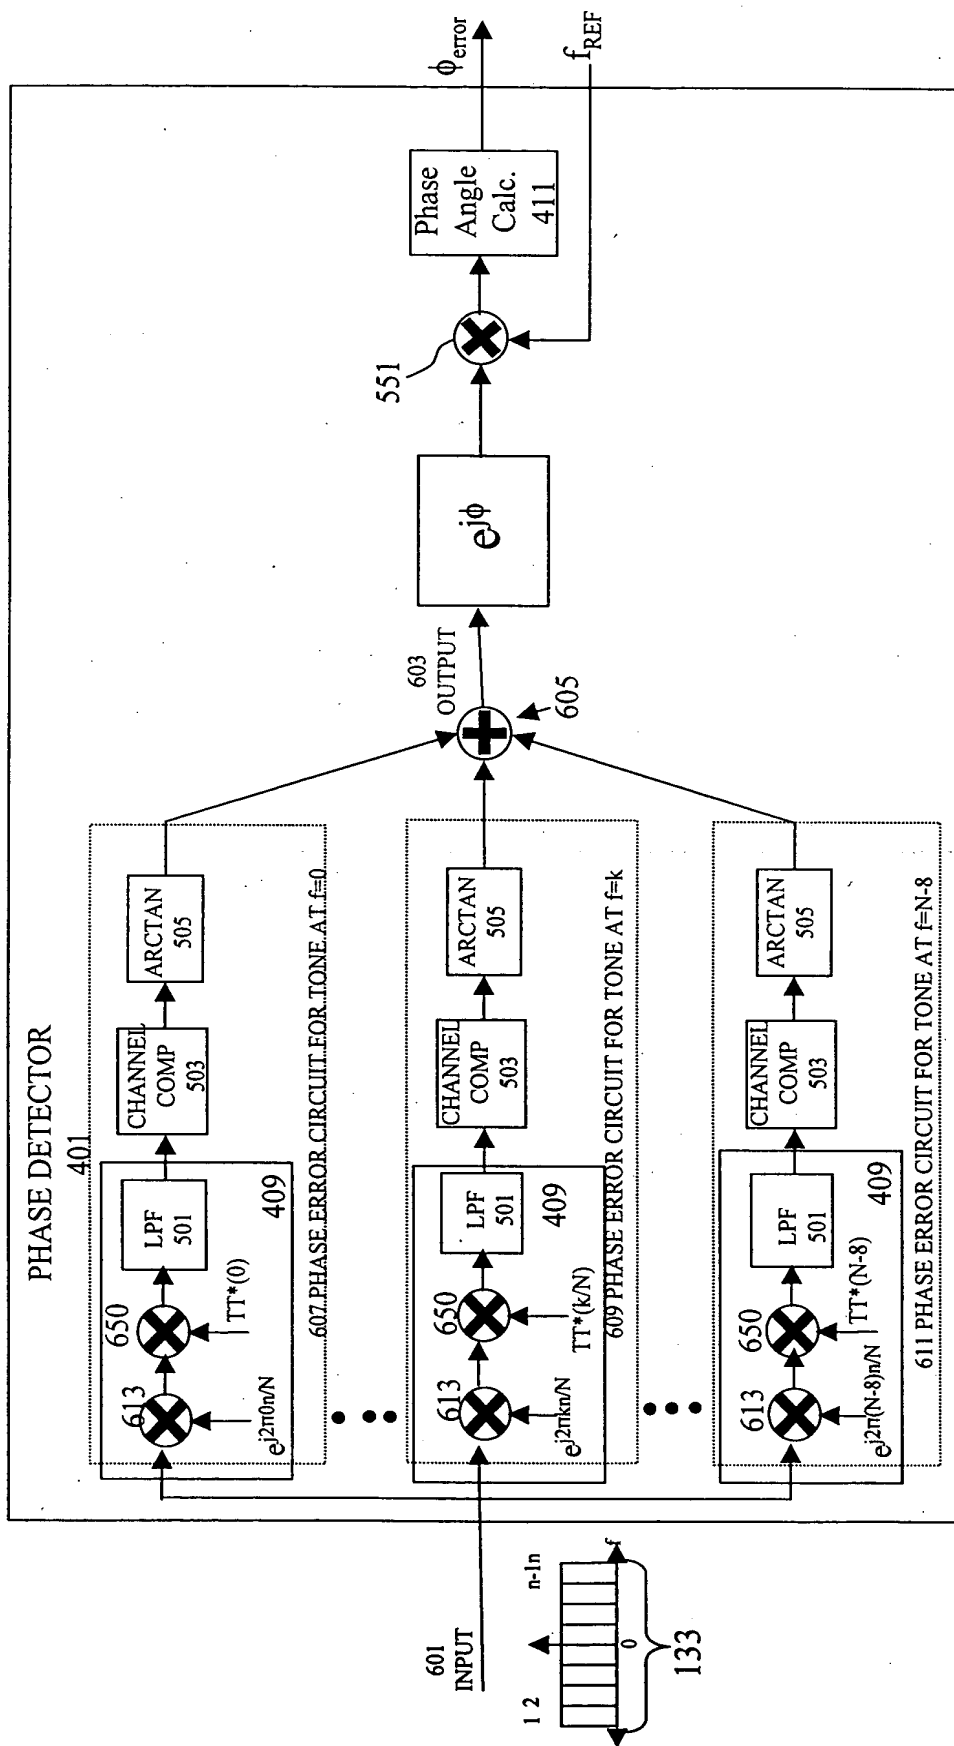 PHASE DETECTOR
401
613
650
LPF
501
409
e^{j2π0n/N}
TT*(0)
CHANNEL
COMP
503
ARCTAN
505
607 PHASE ERROR CIRCUIT FOR TONE AT f=0
601
INPUT
613
650
LPF
501
409
e^{j2πkn/N}
TT*(k/N)
CHANNEL
COMP
503
ARCTAN
505
609 PHASE ERROR CIRCUIT FOR TONE AT f=k
613
650
LPF
501
409
e^{j2π(N-8)n/N}
TT*(N-8)
CHANNEL
COMP
503
ARCTAN
505
611 PHASE ERROR CIRCUIT FOR TONE AT f=N-8
603
OUTPUT
605
e^{jϕ}
551
Phase
Angle
Calc.
411
ϕ_{error}
f_{REF}
1 2
n-1n
0
f
133